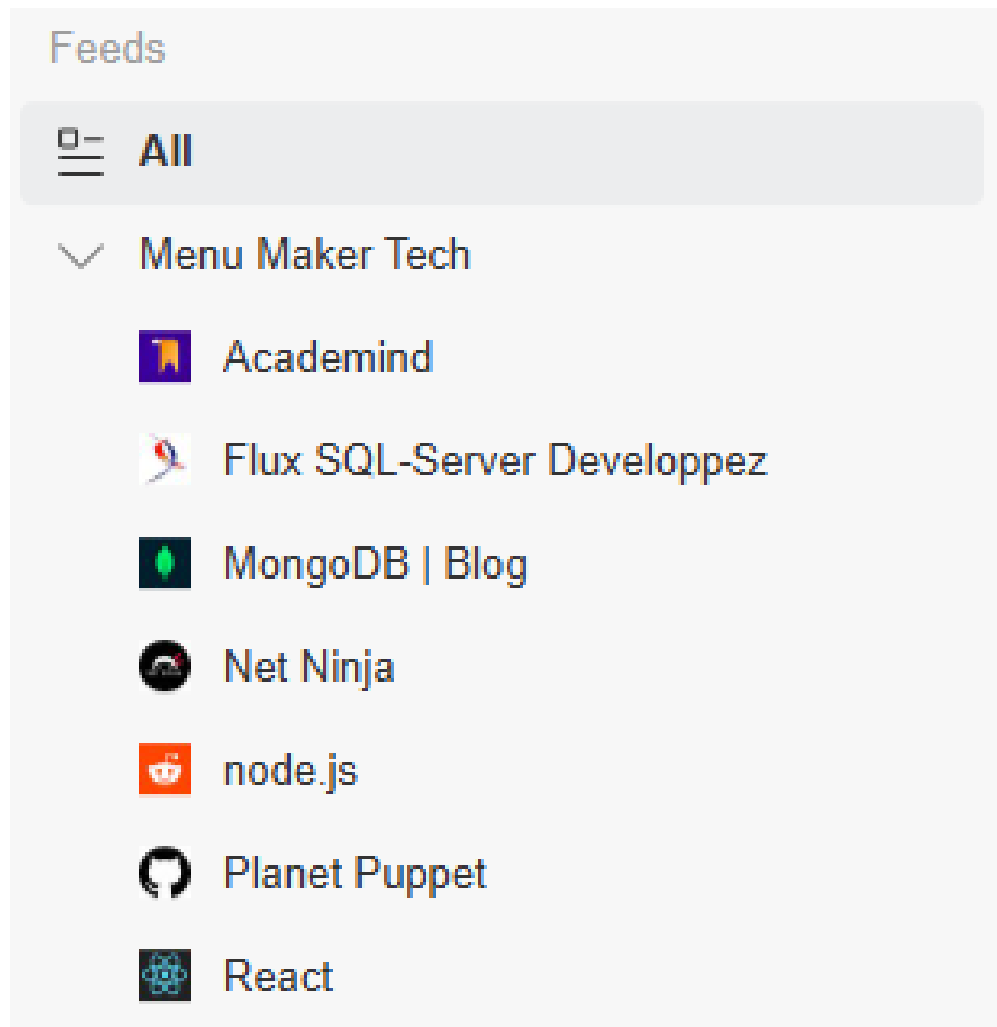 Feeds
All
Menu Maker Tech
Academind
Flux SQL-Server Developpez
MongoDB | Blog
Net Ninja
node.js
Planet Puppet
React